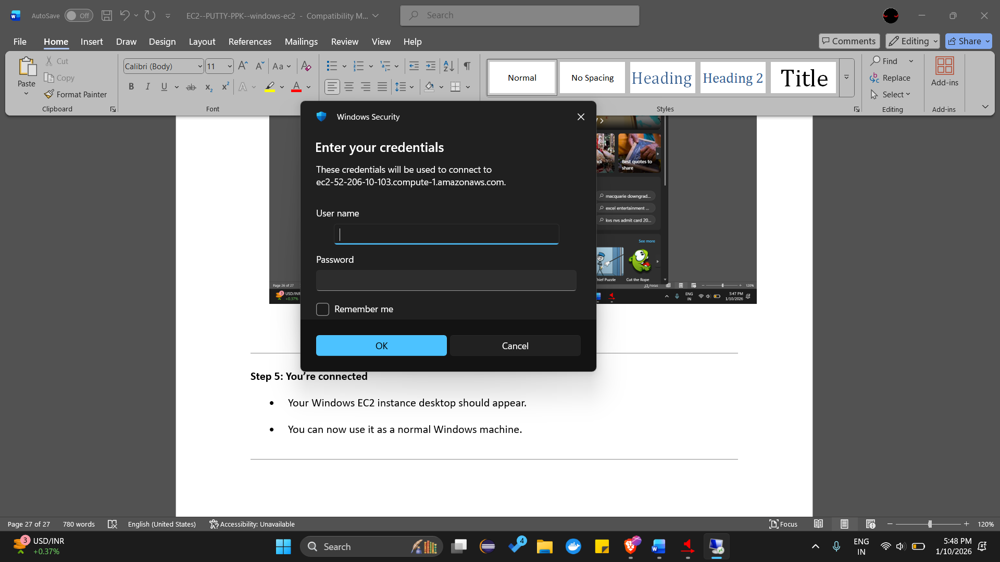 AutoSave Off EC2--PUTTY-PPK--windows-ec2 - Compatibility M... Search
File Home Insert Draw Design Layout References Mailings Review View Help Comments Editing Share
Paste Cut Copy Format Painter
Clipboard
Calibri (Body) 11
Font
Normal No Spacing Heading Heading 2 Title
Styles
Find
Replace
Select
Editing
Add-ins
Add-ins
Windows Security
Enter your credentials
These credentials will be used to connect to
ec2-52-206-10-103.compute-1.amazonaws.com.
User name
Password
Remember me
OK Cancel
Best quotes to
share
macquarie downgrad...
excel entertainment ...
kvs nvs admit card 20...
See more
hief Puzzle Cut the Rope
Page 26 of 27 Focus 120%
USD/INR
+0.37%
ENG
IN
5:47 PM
1/10/2026
Step 5: You're connected
• Your Windows EC2 instance desktop should appear.
• You can now use it as a normal Windows machine.
Page 27 of 27 780 words English (United States) Accessibility: Unavailable Focus 120%
3 USD/INR
+0.37%
Search
4
ENG
IN
5:48 PM
1/10/2026